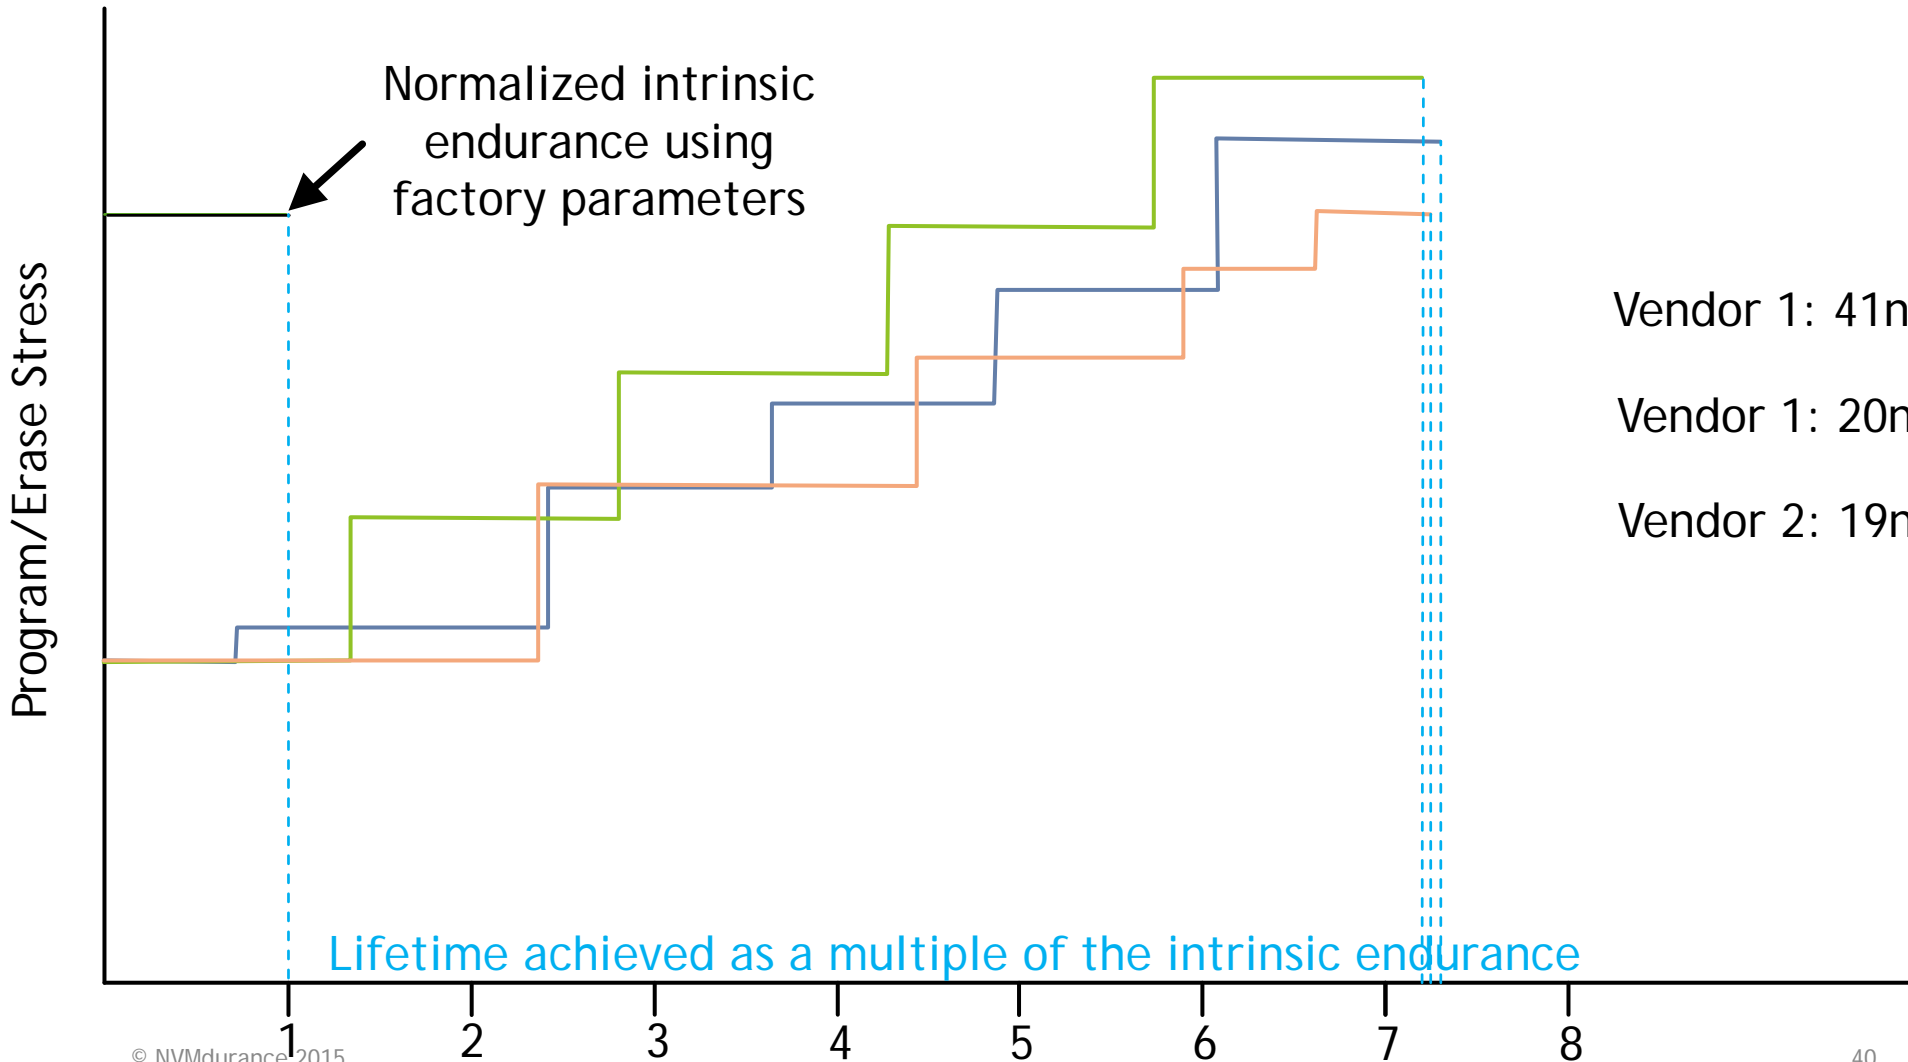 Normalized intrinsic
endurance using
factory parameters
Program/Erase Stress
Vendor 1: 41n
Vendor 1: 20n
Vendor 2: 19n
Lifetime achieved as a multiple of the intrinsic endurance
1 2 3 4 5 6 7 8
© NVMdurance 2015
40